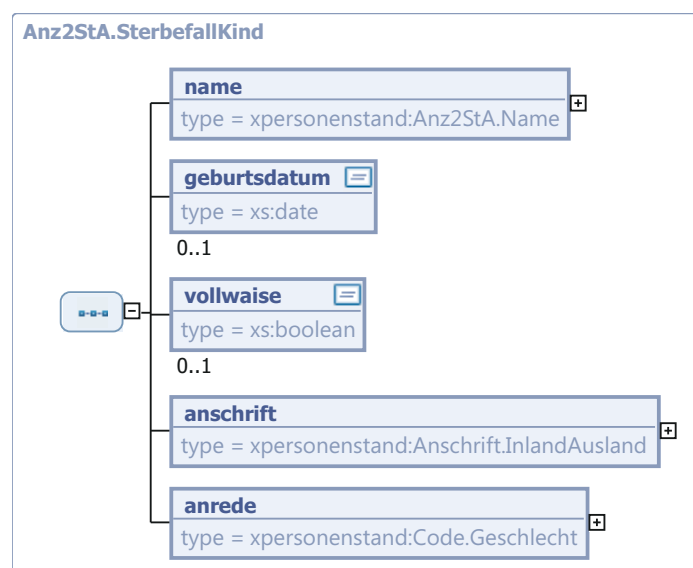 Anz2StA.SterbefallKind
name
type = xpersonenstand:Anz2StA.Name
geburtsdatum
type = xs:date
0..1
vollwaise
type = xs:boolean
0..1
anschrift
type = xpersonenstand:Anschrift.InlandAusland
anrede
type = xpersonenstand:Code.Geschlecht